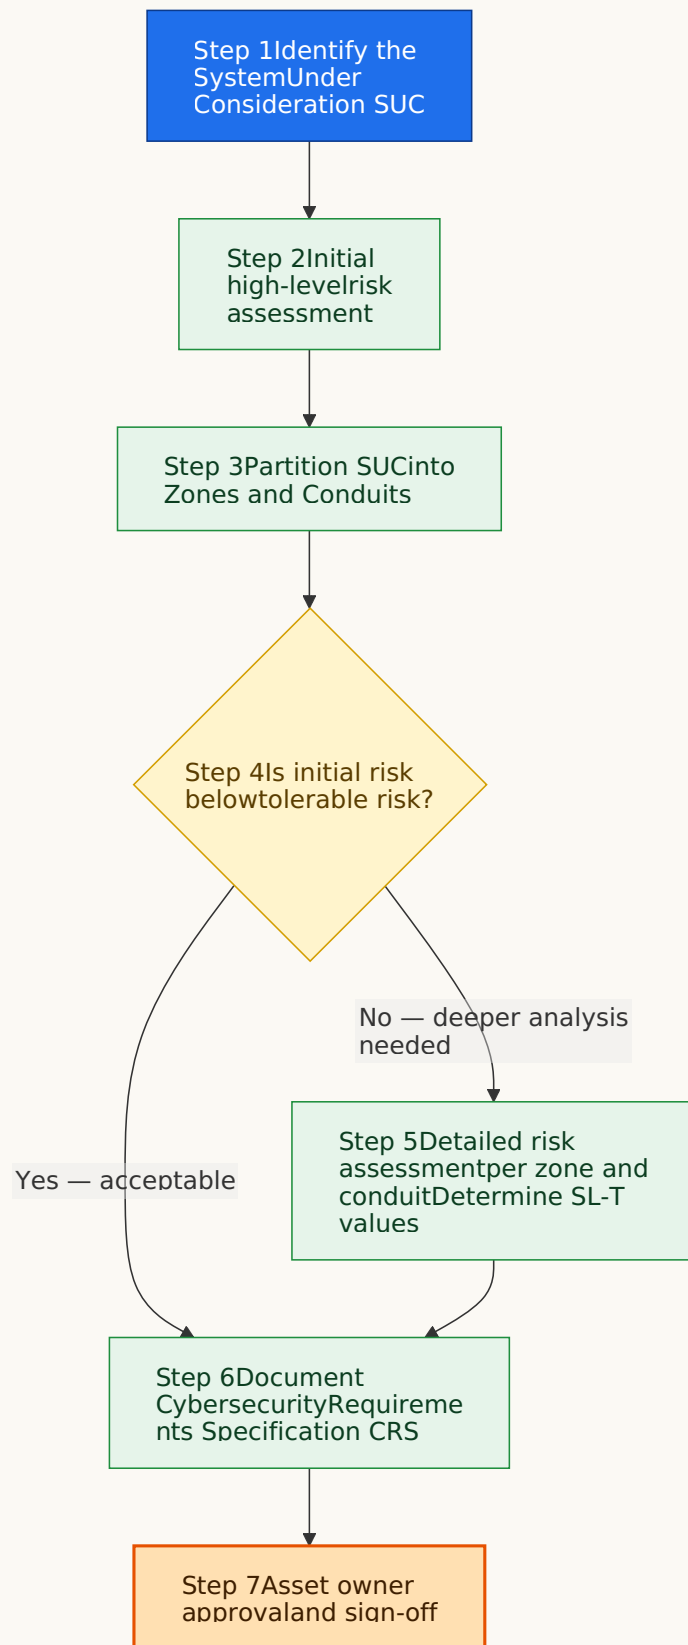 Step 1Identify the
SystemUnder
Consideration SUC
Step 2Initial
high-levelrisk
assessment
Step 3Partition SUCinto
Zones and Conduits
Step 4Is initial risk
belowtolerable risk?
No — deeper analysis
needed
Step 5Detailed risk
assessmentper zone and
conduitDetermine SL-T
values
Yes — acceptable
Step 6Document
CybersecurityRequireme
nts Specification CRS
Step 7Asset owner
approvaland sign-off